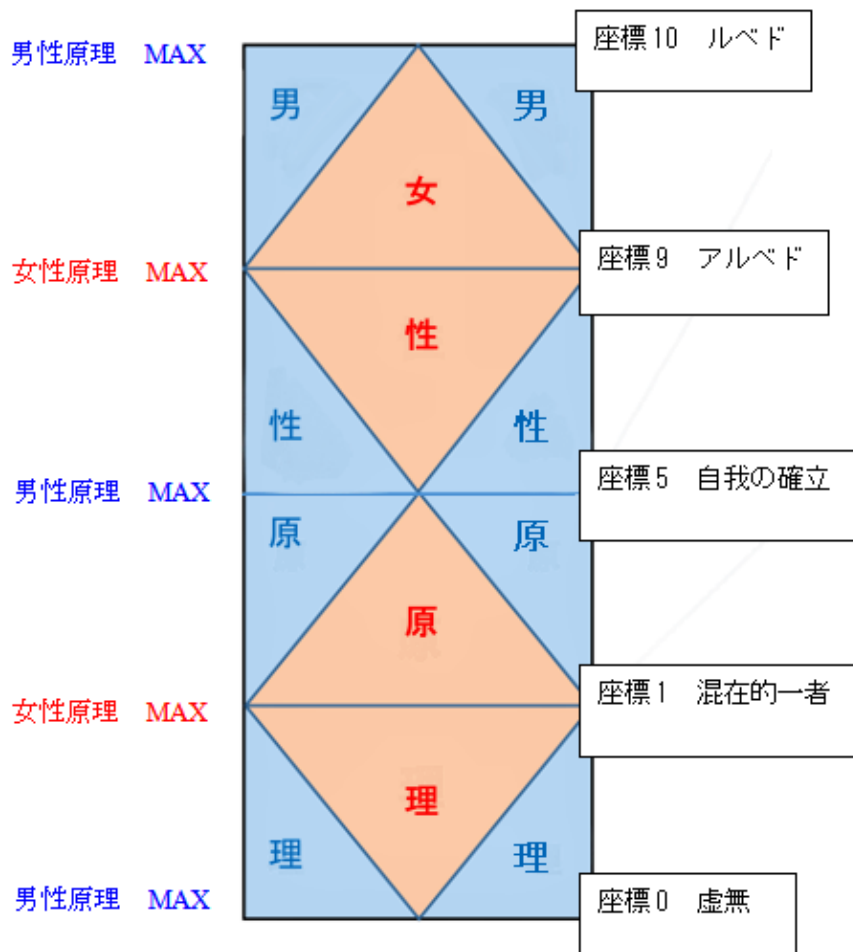 男性原理 MAX
座標10 ルベド
男 男
女
女性原理 MAX
座標9 アルベド
性
性 性
男性原理 MAX
座標5 自我の確立
原 原
原
女性原理 MAX
座標1 混在的一者
理
理 理
男性原理 MAX
座標0 虚無